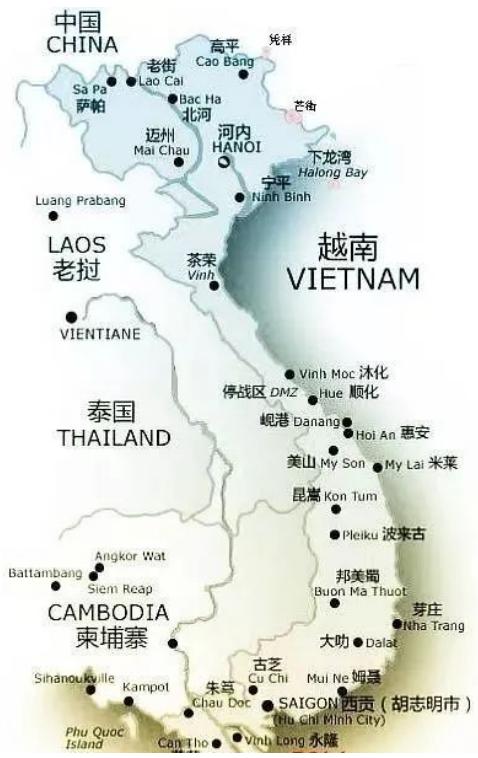 中国
CHINA
高平
Cao Bang
凭祥
老街
Lao Cai
Sa Pa
萨帕
Bac Ha
北河
芒街
迈州
Mai Chau
河内
HANOI
下龙湾
Halong Bay
宁平
Ninh Binh
Luang Prabang
LAOS
老挝
越南
VIETNAM
茶荣
Vinh
VIENTIANE
Vinh Moc 沐化
停战区 DMZ
Hue 顺化
泰国
THAILAND
岘港 Danang
Hoi An 惠安
美山 My Son
My Lai 米莱
昆嵩 Kon Tum
Pleiku 波来古
Angkor Wat
Battambang
Siem Reap
邦美蜀
Buon Ma Thuot
CAMBODIA
柬埔寨
芽庄
Nha Trang
大叻 Dalat
古芝
Cu Chi
Mui Ne 姆聂
Sihanoukville
Kampot
朱笃
Chau Doc
SAIGON 西贡（胡志明市）
(Hu Chi Minh City)
Phu Quoc
Island
Can Tho
Vinh Long 永隆